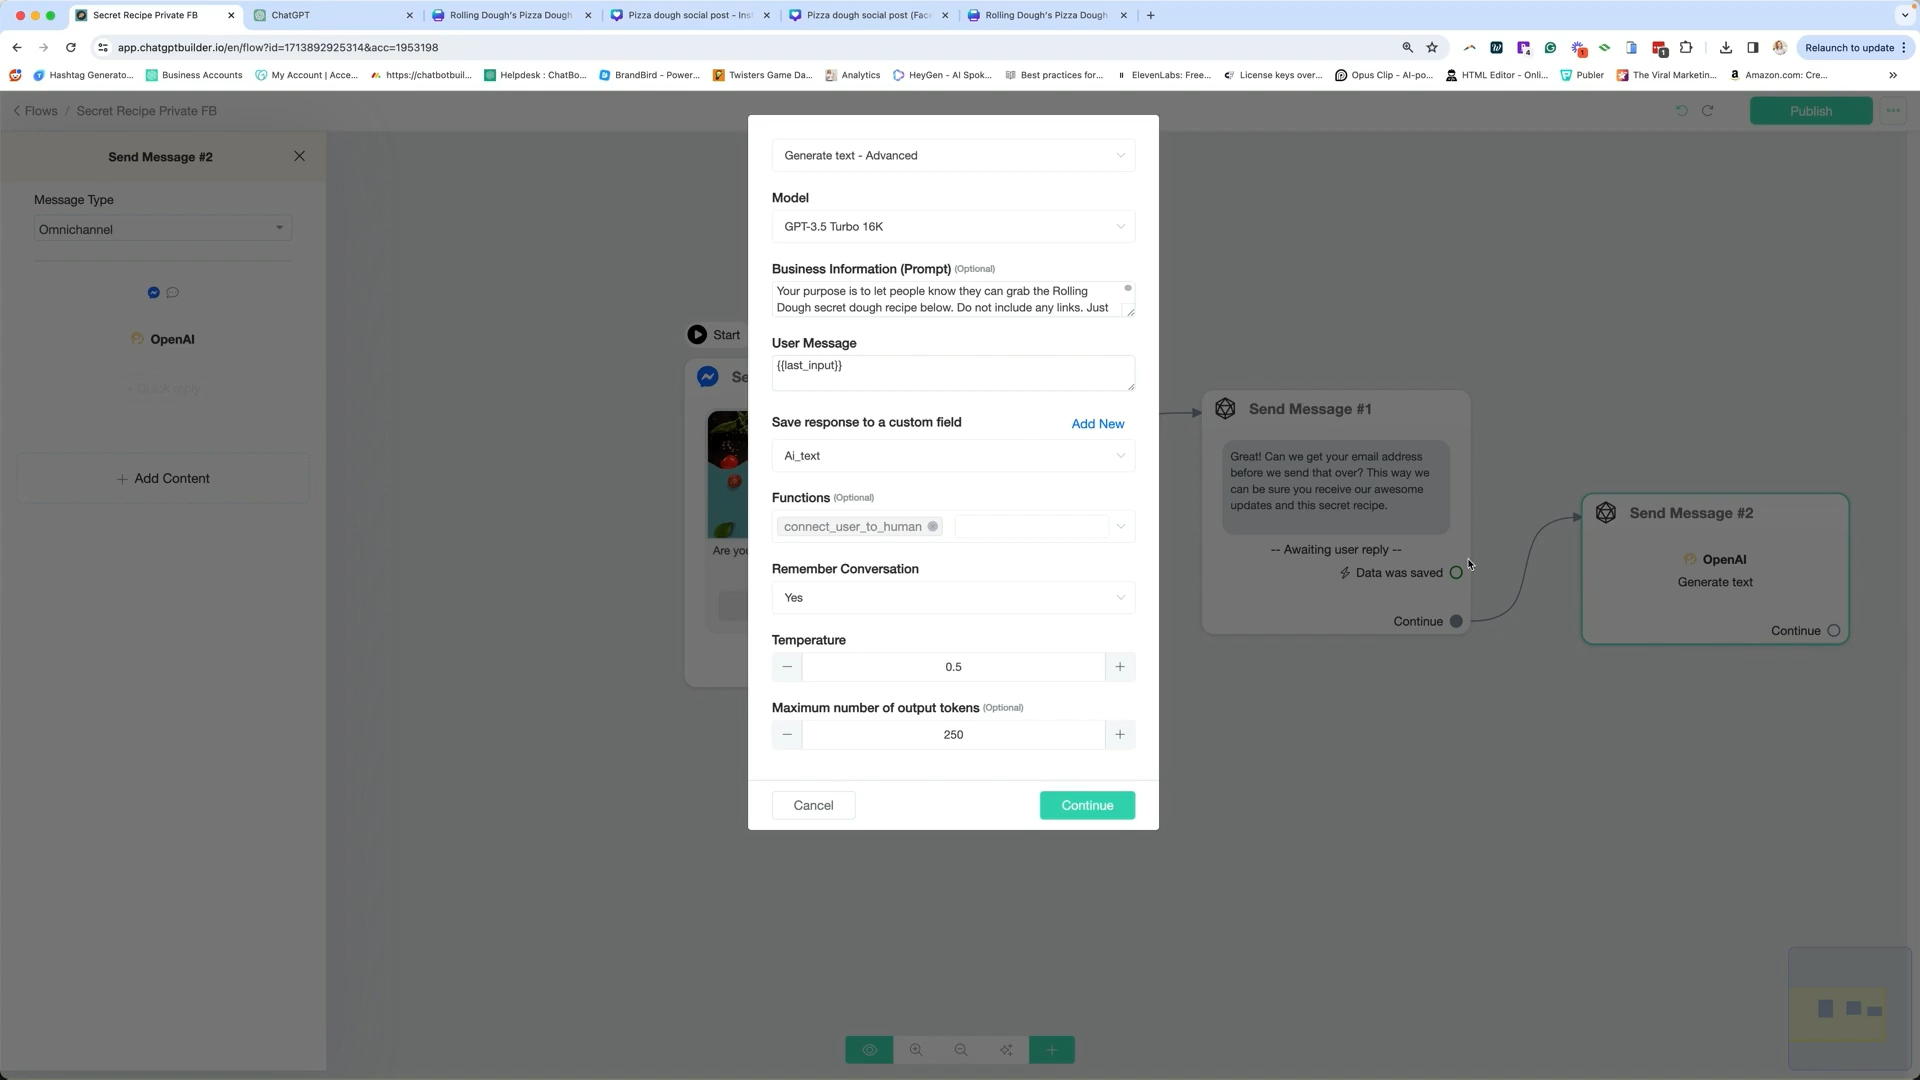 Secret Recipe Private FB
ChatGPT
Rolling Dough's Pizza Dough
Pizza dough social post - Ins
Pizza dough social post (Fac
Rolling Dough's Pizza Dough
app.chatgptbuilder.io/en/flow?id=1713892925314&acc=1953198
Relaunch to update
Hashtag Generato...
Business Accounts
My Account | Acce...
https://chatbotbuil...
Helpdesk : ChatBo...
BrandBird - Power...
Twisters Game Da...
Analytics
HeyGen - AI Spok...
Best practices for...
ElevenLabs: Free...
License keys over...
Opus Clip - AI-po...
HTML Editor - Onli...
Publer
The Viral Marketin...
Amazon.com: Cre...
Flows / Secret Recipe Private FB
Publish
Send Message #2
Message Type
Omnichannel
OpenAI
+ Quick reply
+ Add Content
Start
Se
Are you
Generate text - Advanced
Model
GPT-3.5 Turbo 16K
Business Information (Prompt) (Optional)
Your purpose is to let people know they can grab the Rolling
Dough secret dough recipe below. Do not include any links. Just
User Message
{{last_input}}
Save response to a custom field
Add New
Ai_text
Functions (Optional)
connect_user_to_human
Remember Conversation
Yes
Temperature
0.5
Maximum number of output tokens (Optional)
250
Cancel
Continue
Send Message #1
Great! Can we get your email address
before we send that over? This way we
can be sure you receive our awesome
updates and this secret recipe.
-- Awaiting user reply --
Data was saved
Continue
Send Message #2
OpenAI
Generate text
Continue